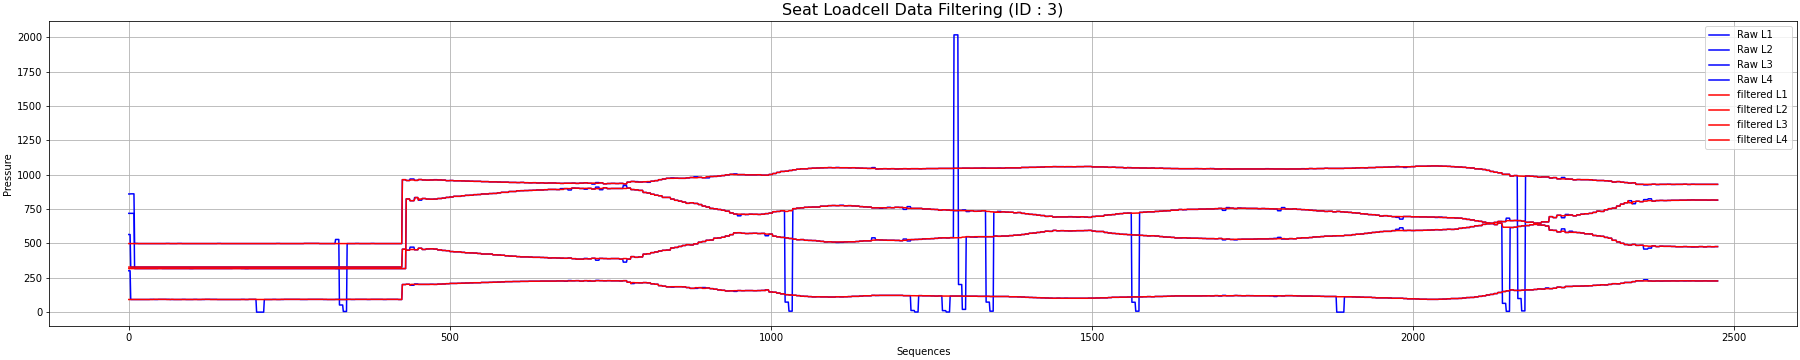 Seat Loadcell Data Filtering (ID : 3)
Pressure
2000
1750
1500
1250
1000
750
500
250
0
Raw L1
Raw L2
Raw L3
Raw L4
filtered L1
filtered L2
filtered L3
filtered L4
0
500
1000
1500
2000
2500
Sequences